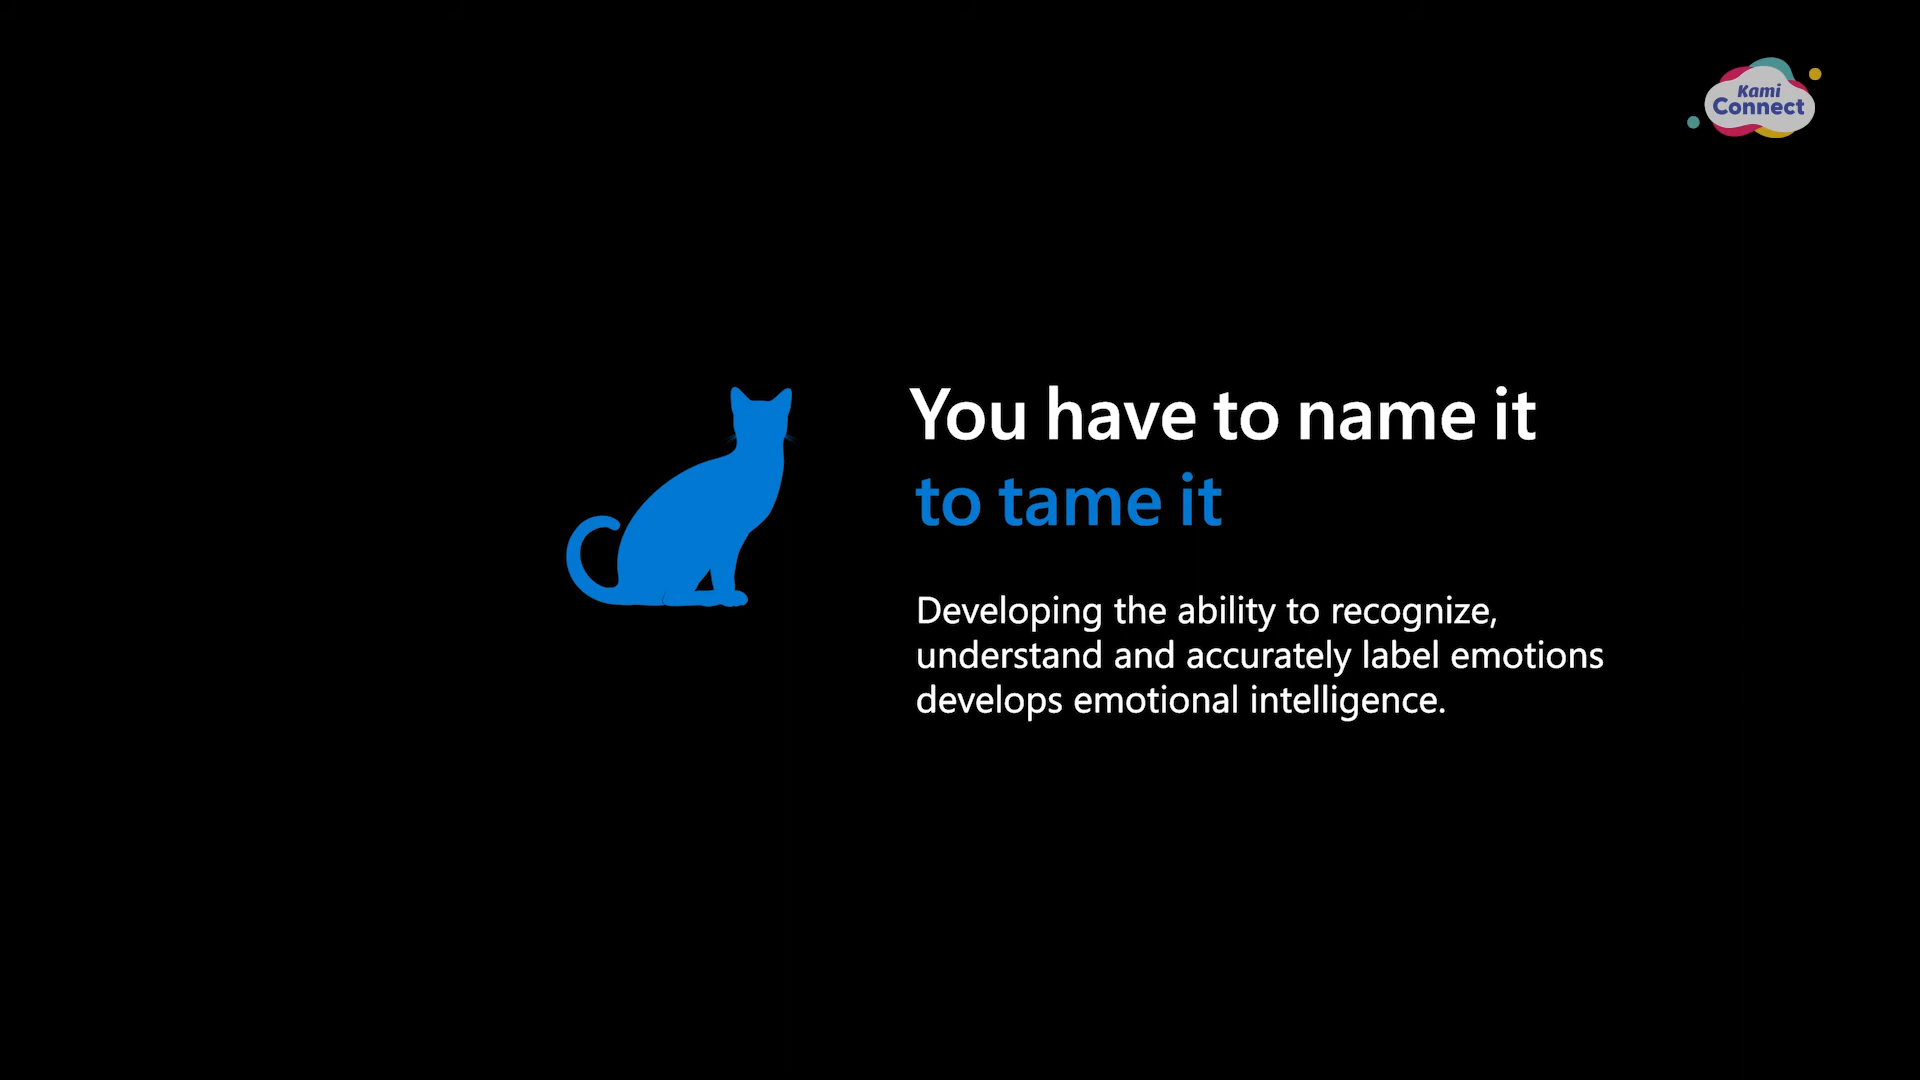 Kami
Connect
You have to name it
to tame it
Developing the ability to recognize,
understand and accurately label emotions
develops emotional intelligence.